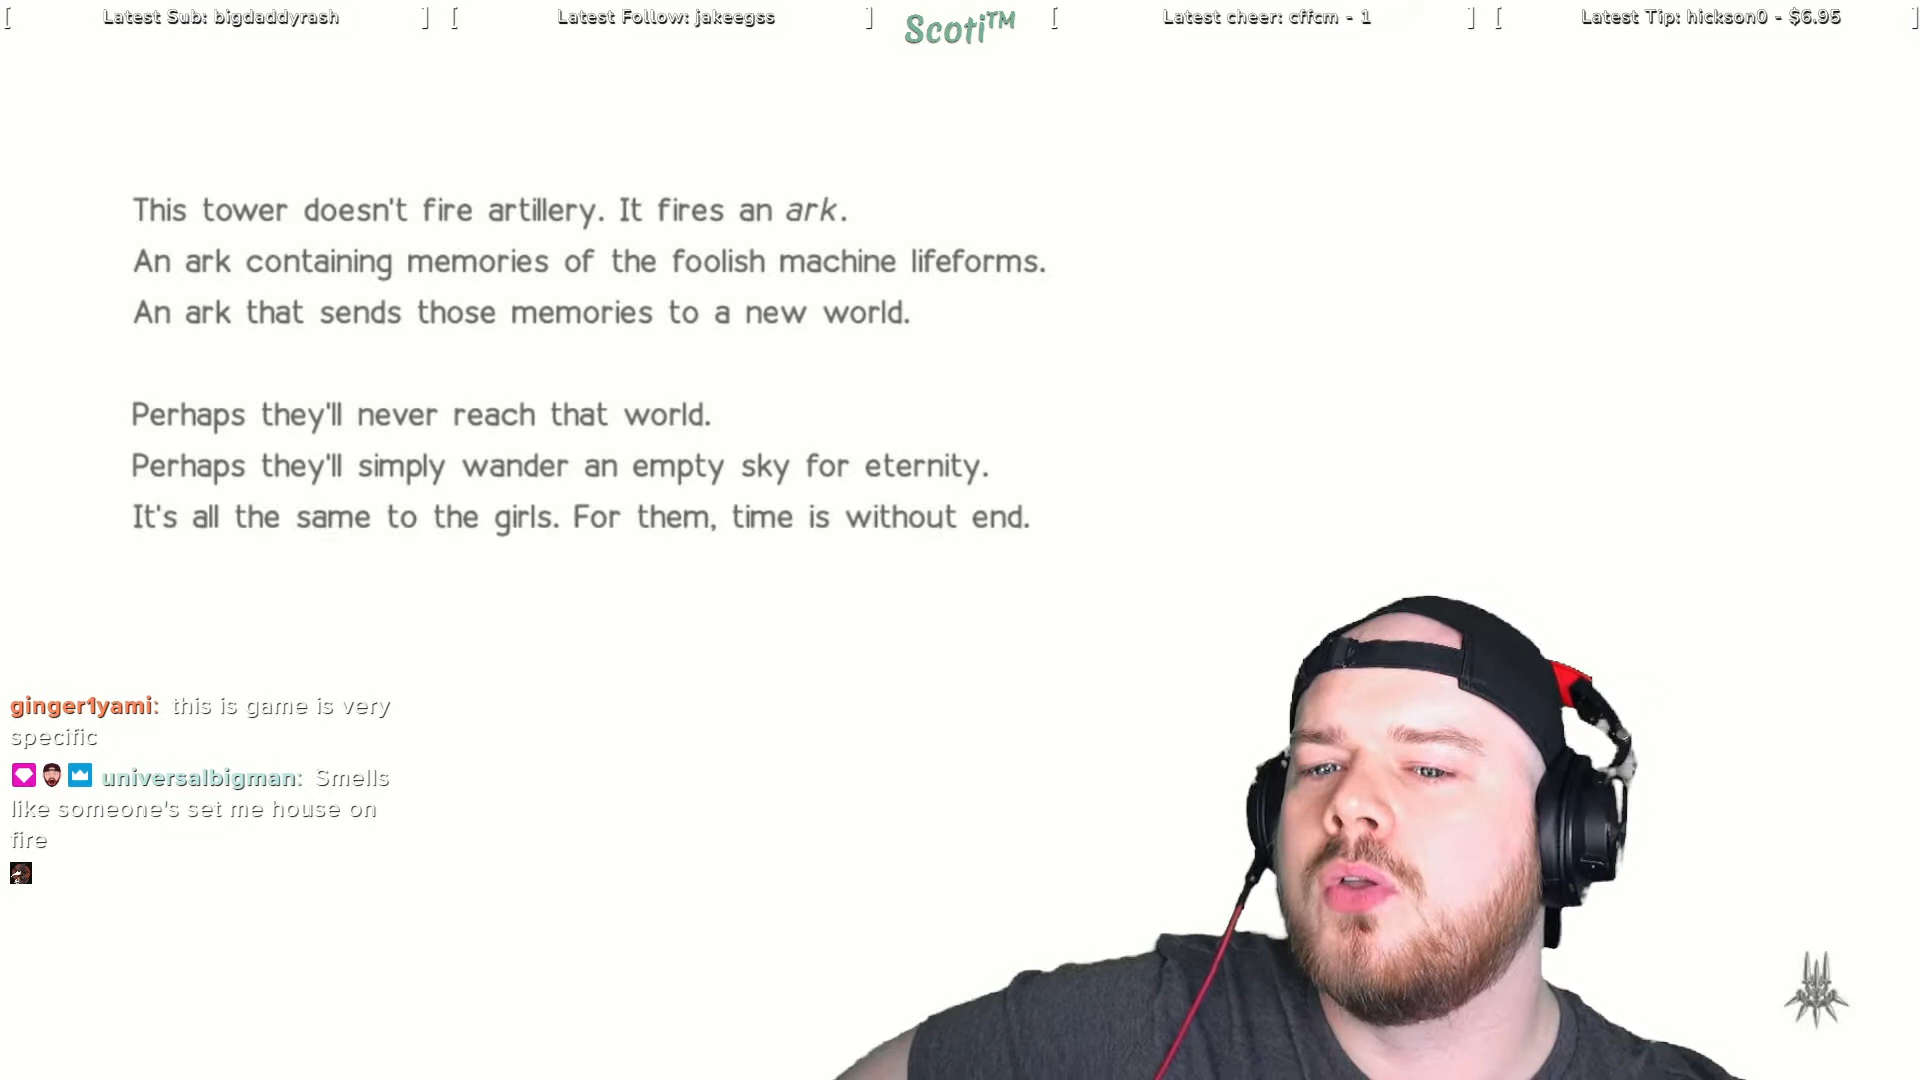 [ Latest Sub: bigdaddyrash ] [ Latest Follow: jakeegss ] Scoti™ [ Latest cheer: cffcm - 1 ] [ Latest Tip: hickson0 - $6.95 ]
This tower doesn't fire artillery. It fires an ark.
An ark containing memories of the foolish machine lifeforms.
An ark that sends those memories to a new world.
Perhaps they'll never reach that world.
Perhaps they'll simply wander an empty sky for eternity.
It's all the same to the girls. For them, time is without end.
ginger1yami: this is game is very
specific
universalbigman: Smells
like someone's set me house on
fire